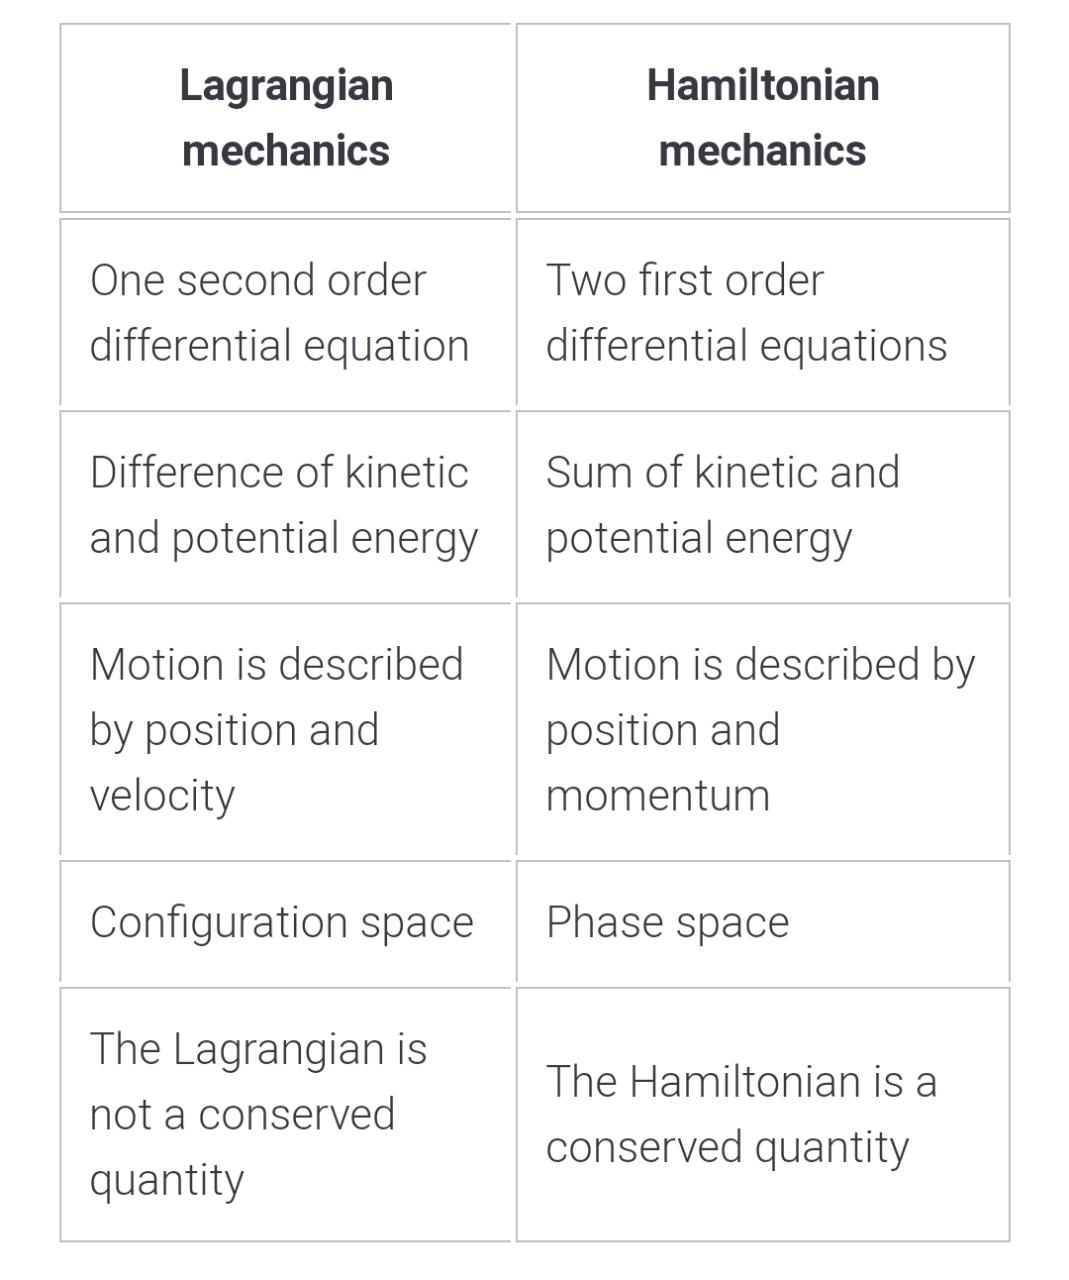 Lagrangian
mechanics
Hamiltonian
mechanics
One second order
differential equation
Two first order
differential equations
Difference of kinetic
and potential energy
Sum of kinetic and
potential energy
Motion is described
by position and
velocity
Motion is described by
position and
momentum
Configuration space
Phase space
The Lagrangian is
not a conserved
quantity
The Hamiltonian is a
conserved quantity